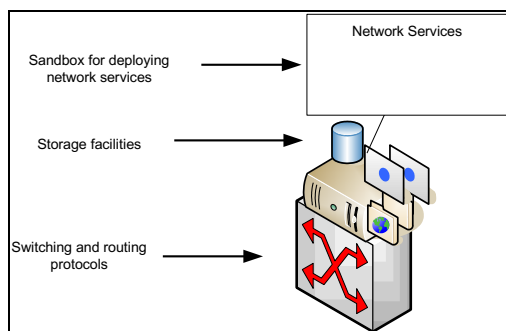 Network Services
Sandbox for deploying
network services
Storage facilities
Switching and routing
protocols